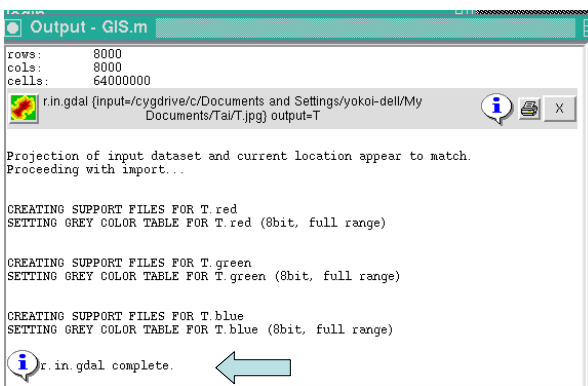 Output - GIS.m
rows: 8000
cols: 8000
cells: 64000000
r.in.gdal {input=/cygdrive/c/Documents and Settings/yokoi-dell/My
Documents/Tai/T.jpg} output=T
X
Projection of input dataset and current location appear to match.
Proceeding with import...
CREATING SUPPORT FILES FOR T.red
SETTING GREY COLOR TABLE FOR T.red (8bit, full range)
CREATING SUPPORT FILES FOR T.green
SETTING GREY COLOR TABLE FOR T.green (8bit, full range)
CREATING SUPPORT FILES FOR T.blue
SETTING GREY COLOR TABLE FOR T.blue (8bit, full range)
r.in.gdal complete.